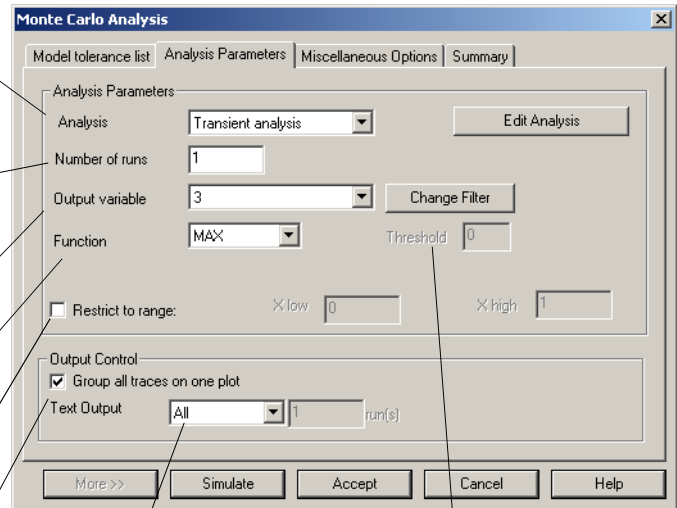 Monte Carlo Analysis
Model tolerance list Analysis Parameters Miscellaneous Options Summary
Analysis Parameters
Analysis Transient analysis Edit Analysis
Number of runs 1
Output variable 3 Change Filter
Function MAX Threshold 0
Restrict to range: X low 0 X high 1
Output Control
Group all traces on one plot
Text Output All 1 run(s)
More >> Simulate Accept Cancel Help